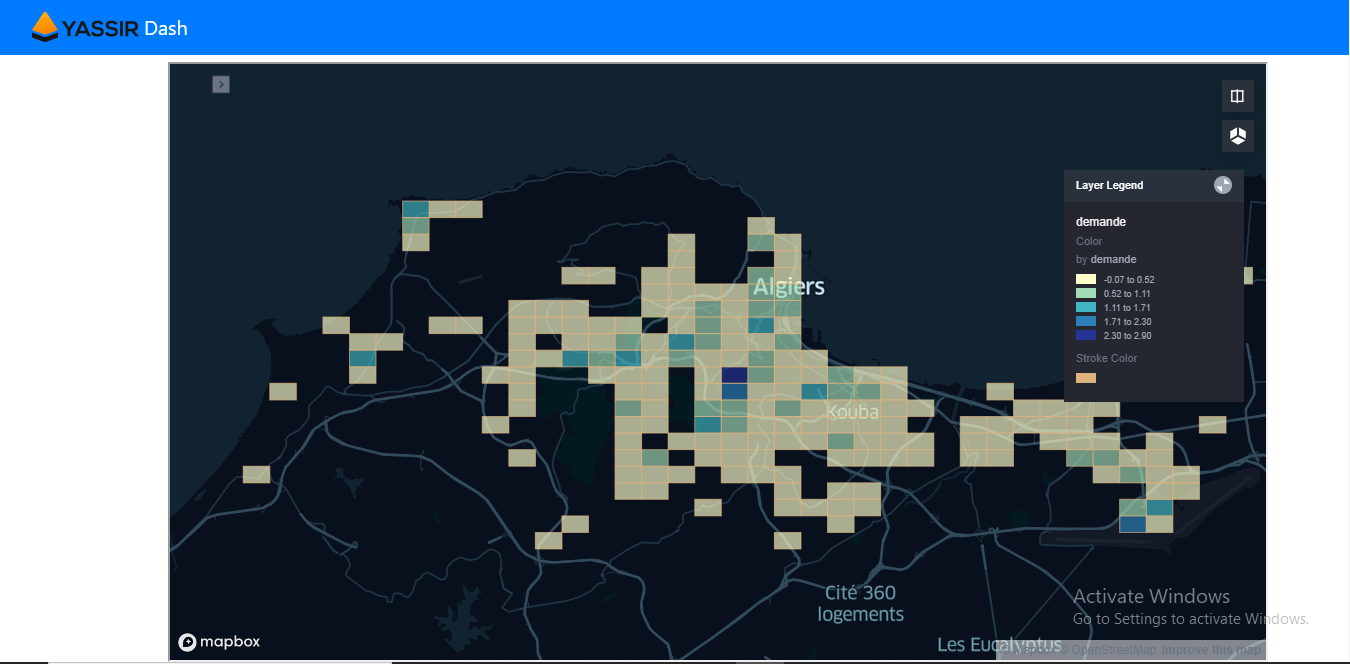 YASSIR Dash
Layer Legend
demande
Color
by demande
-0.07 to 0.52
0.52 to 1.11
1.11 to 1.71
1.71 to 2.30
2.30 to 2.90
Stroke Color
Algiers
Kouba
Cité 360
logements
Les Eucalyptus
Activate Windows
Go to Settings to activate Windows.
mapbox
© Mapbox © OpenStreetMap Improve this map